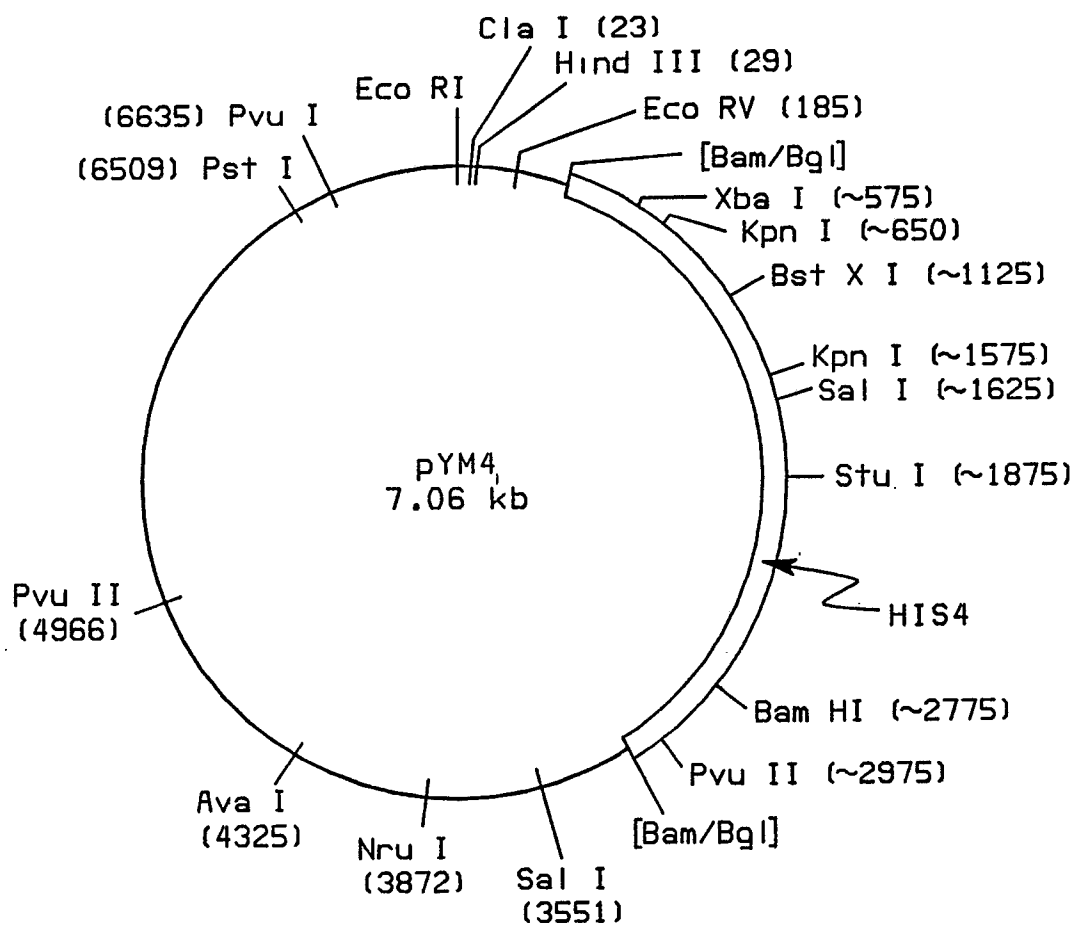 Cla I (23)
Hind III (29)
Eco RI
Eco RV (185)
(6635) Pvu I
(6509) Pst I
[Bam/Bgl]
Xba I (~575)
Kpn I (~650)
Bst X I (~1125)
Kpn I (~1575)
Sal I (~1625)
pYM4
7.06 kb
Stu I (~1875)
Pvu II
(4966)
HIS4
Bam HI (~2775)
Pvu II (~2975)
[Bam/Bgl]
Ava I
(4325)
Nru I
(3872)
Sal I
(3551)